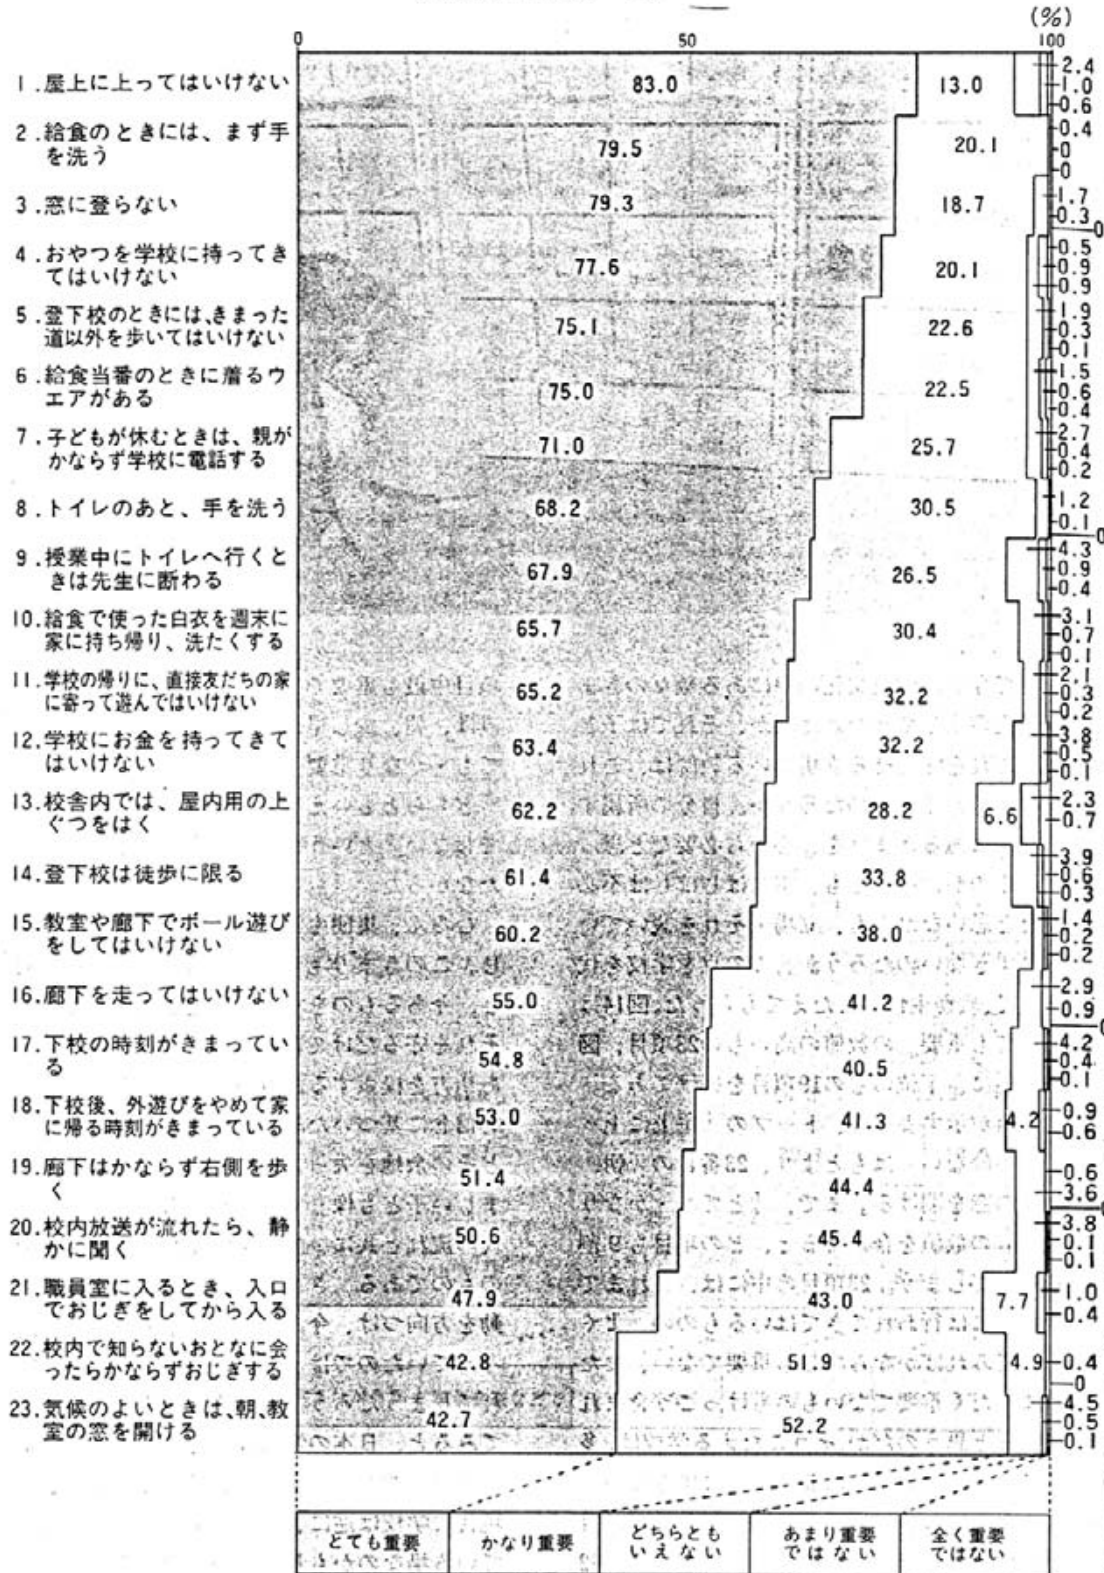 (%)
0 50 100
1.屋上に上ってはいけない 83.0 13.0 2.4 1.0 0.6
2.給食のときには、まず手
を洗う 79.5 20.1 0.4 0 0
3.窓に登らない 79.3 18.7 1.7 0.3 0
4.おやつを学校に持ってき
てはいけない 77.6 20.1 0.5 0.9 0.9
5.登下校のときには、きまった
道以外を歩いてはいけない 75.1 22.6 1.9 0.3 0.1
6.給食当番のときに着るウ
エアがある 75.0 22.5 1.5 0.6 0.4
7.子どもが休むときは、親が
かならず学校に電話する 71.0 25.7 2.7 0.4 0.2
8.トイレのあと、手を洗う 68.2 30.5 1.2 0.1 0
9.授業中にトイレへ行くと
きは先生に断わる 67.9 26.5 4.3 0.9 0.4
10.給食で使った白衣を週末に
家に持ち帰り、洗たくする 65.7 30.4 3.1 0.7 0.1
11.学校の帰りに、直接友だちの家
に寄って遊んではいけない 65.2 32.2 2.1 0.3 0.2
12.学校にお金を持ってきて
はいけない 63.4 32.2 3.8 0.5 0.1
13.校舎内では、屋内用の上
ぐつをはく 62.2 28.2 6.6 2.3 0.7
14.登下校は徒歩に限る 61.4 33.8 3.9 0.6 0.3
15.教室や廊下でボール遊び
をしてはいけない 60.2 38.0 1.4 0.2 0.2
16.廊下を走ってはいけない 55.0 41.2 2.9 0.9 0
17.下校の時刻がきまってい
る 54.8 40.5 4.2 0.4 0.1
18.下校後、外遊びをやめて家
に帰る時刻がきまっている 53.0 41.3 4.2 0.9 0.6
19.廊下はかならず右側を歩
く 51.4 44.4 0.6 3.6 0
20.校内放送が流れたら、静
かに聞く 50.6 45.4 3.8 0.1 0.1
21.職員室に入るとき、入口
でおじぎをしてから入る 47.9 43.0 7.7 1.0 0.4
22.校内で知らないおとなに会
ったらかならずおじぎする 42.8 51.9 4.9 0.4 0
23.気候のよいときは、朝、教
室の窓を開ける 42.7 52.2 4.5 0.5 0.1
とても重要 かなり重要 どちらとも
いえない あまり重要
ではない 全く重要
ではない